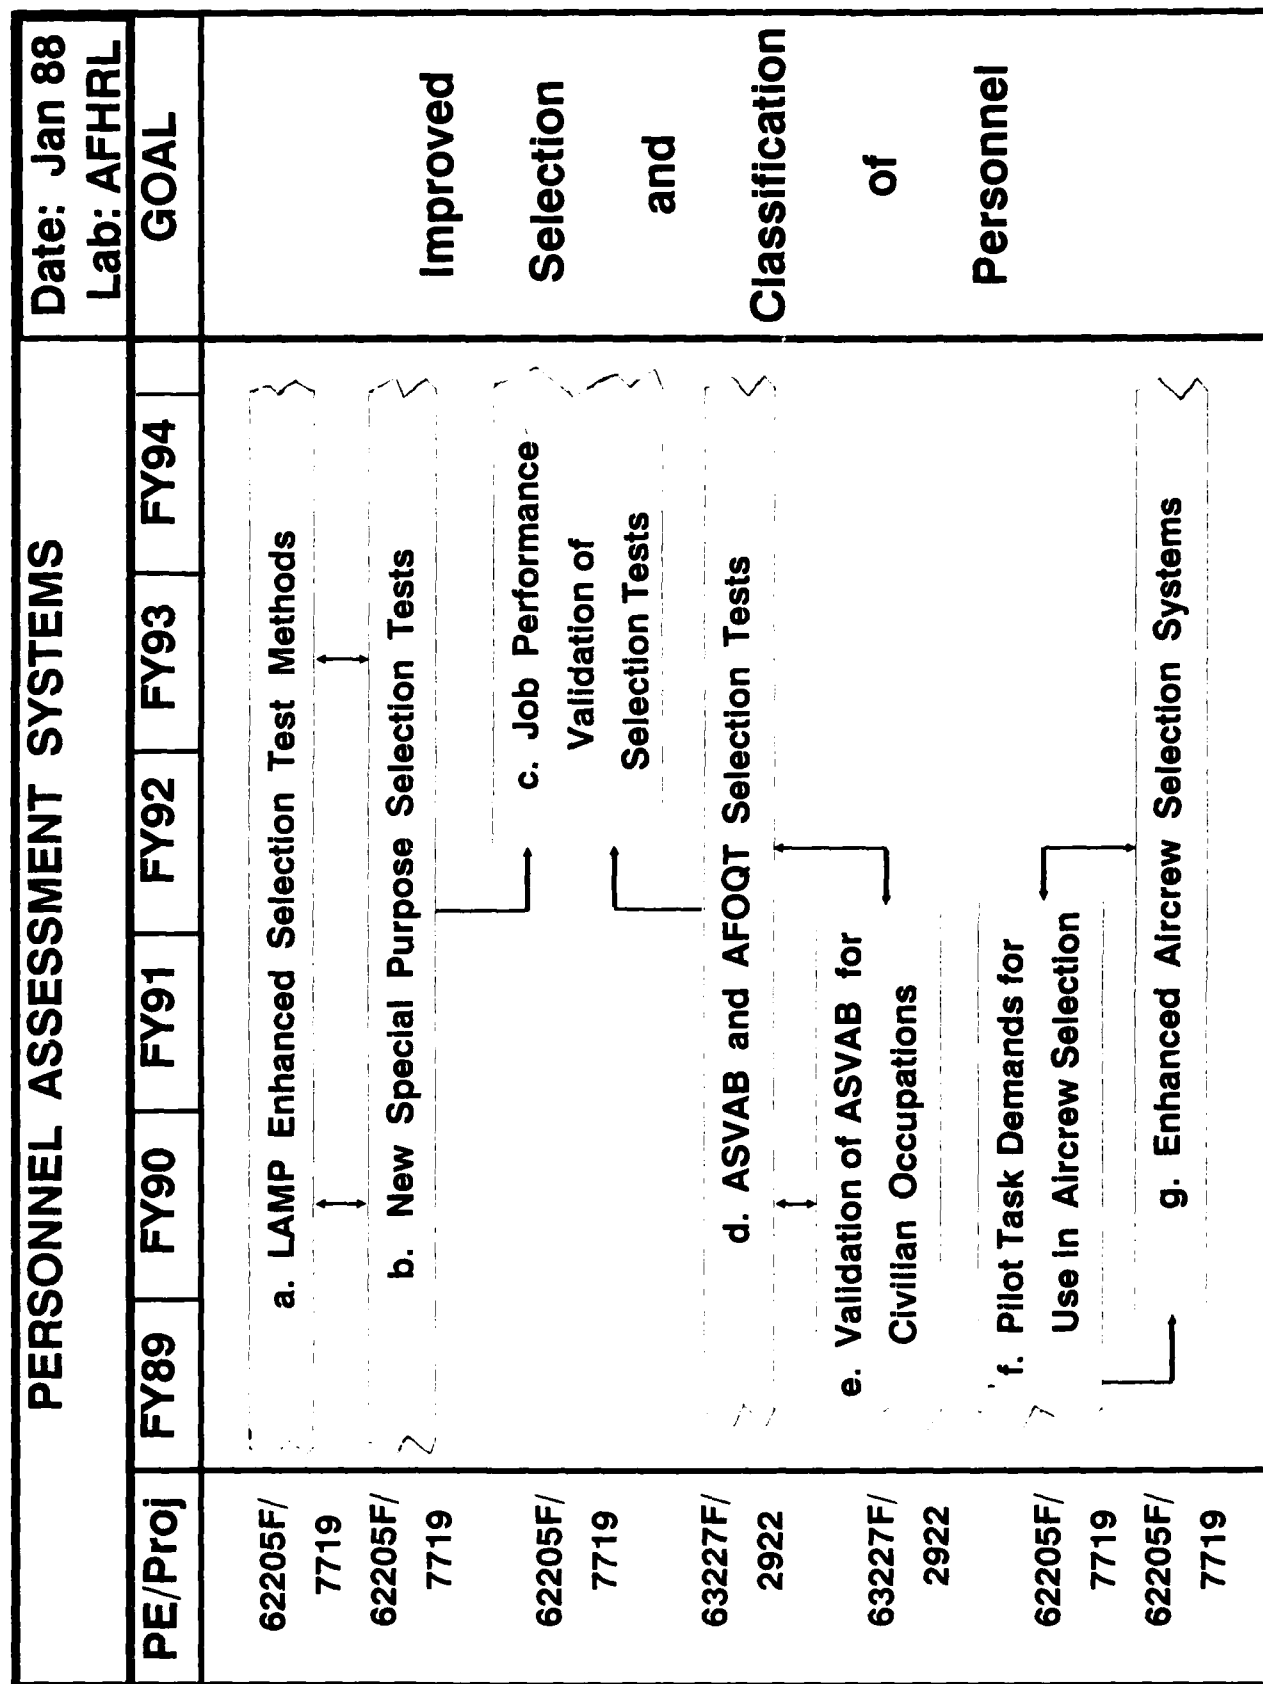 PERSONNEL ASSESSMENT SYSTEMS
Date: Jan 88
Lab: AFHRL
PE/Proj
FY89
FY90
FY91
FY92
FY93
FY94
GOAL
62205F/
7719
a. LAMP Enhanced Selection Test Methods
62205F/
7719
b. New Special Purpose Selection Tests
62205F/
7719
c. Job Performance
Validation of
Selection Tests
63227F/
2922
d. ASVAB and AFOQT Selection Tests
63227F/
2922
e. Validation of ASVAB for
Civilian Occupations
62205F/
7719
f. Pilot Task Demands for
Use in Aircrew Selection
62205F/
7719
g. Enhanced Aircrew Selection Systems
Improved
Selection
and
Classification
of
Personnel